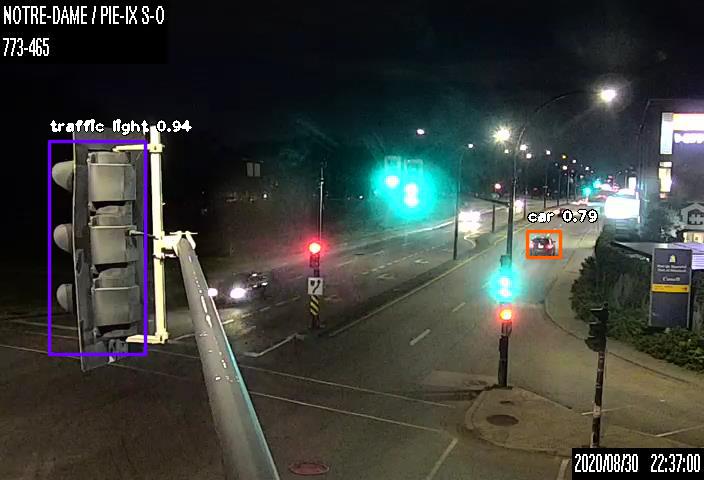 NOTRE-DAME / PIE-IX S-O
773-465
traffic light 0.94
car 0.79
Canada
2020/08/30 22:37:00